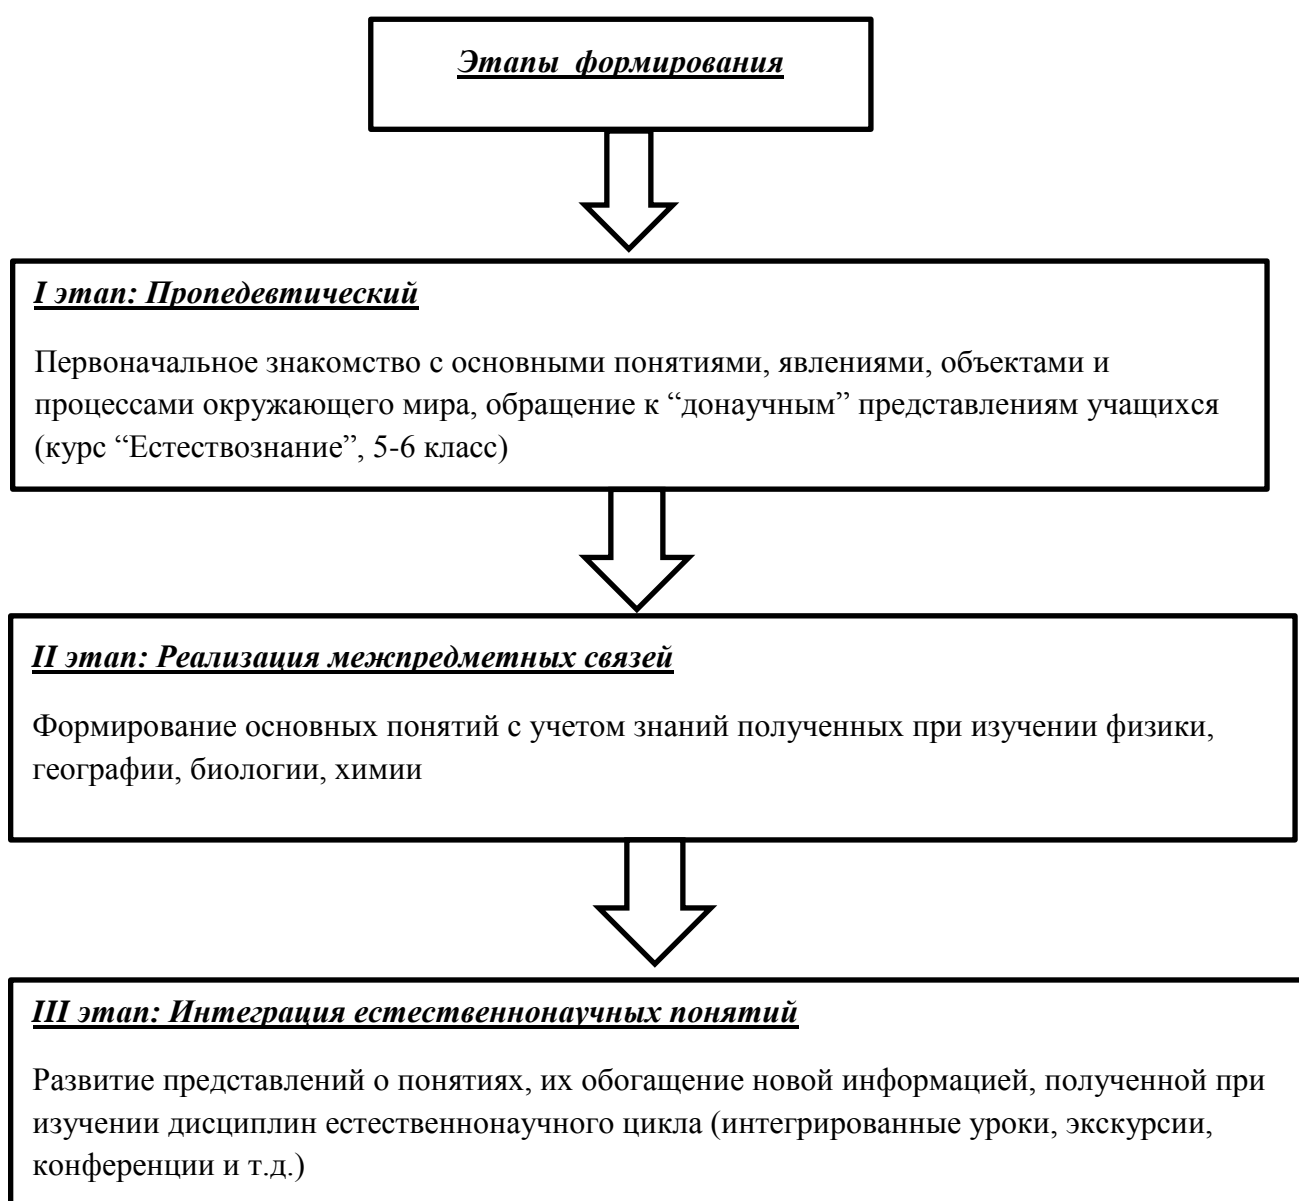 Этапы формирования
I этап: Пропедевтический
Первоначальное знакомство с основными понятиями, явлениями, объектами и
процессами окружающего мира, обращение к “донаучным” представлениям учащихся
(курс “Естествознание”, 5-6 класс)
II этап: Реализация межпредметных связей
Формирование основных понятий с учетом знаний полученных при изучении физики,
географии, биологии, химии
III этап: Интеграция естественнонаучных понятий
Развитие представлений о понятиях, их обогащение новой информацией, полученной при
изучении дисциплин естественнонаучного цикла (интегрированные уроки, экскурсии,
конференции и т.д.)